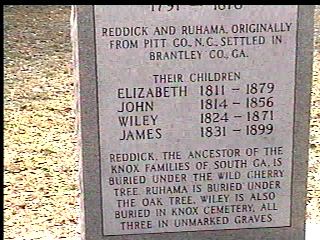 REDDICK AND RUHAMA, ORIGINALLY
FROM PITT CO., N.C., SETTLED IN
BRANTLEY CO., GA.
THEIR CHILDREN
ELIZABETH 1811 – 1879
JOHN 1814 – 1856
WILEY 1824 – 1871
JAMES 1831 – 1899
REDDICK, THE ANCESTOR OF THE
KNOX FAMILIES OF SOUTH GA. IS
BURIED UNDER THE WILD CHERRY
TREE. RUHAMA IS BURIED UNDER
THE OAK TREE. WILEY IS ALSO
BURIED IN KNOX CEMETERY, ALL
THREE IN UNMARKED GRAVES.